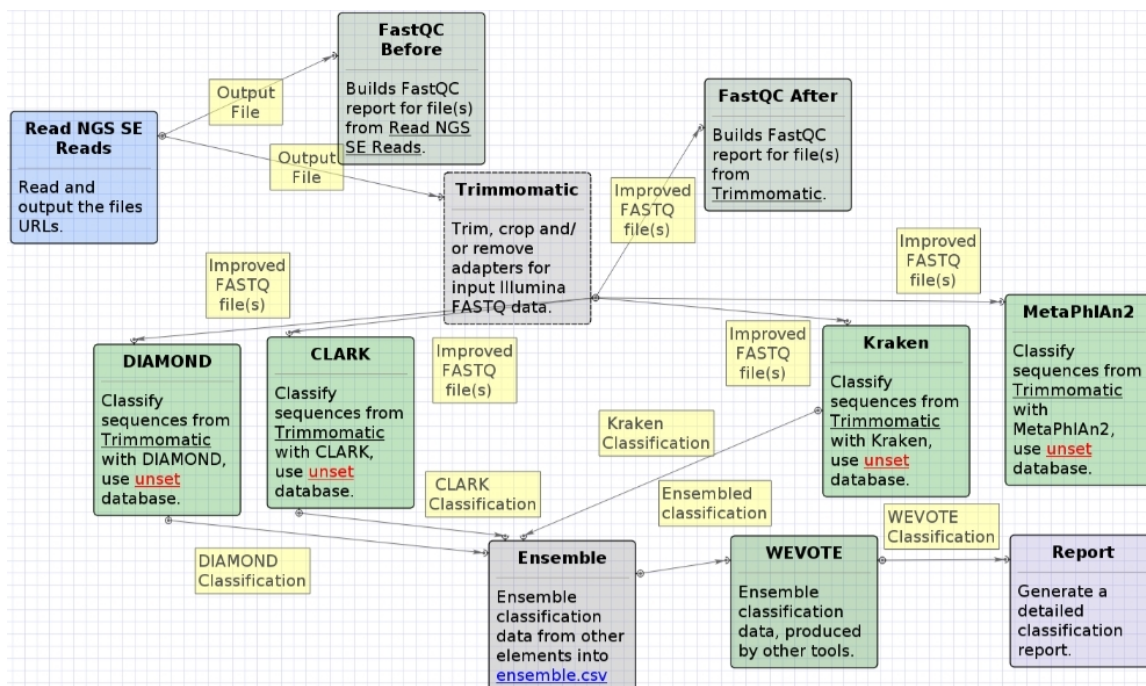 FastQC
Before
Builds FastQC
report for file(s)
from Read NGS
SE Reads.
Output
File
Read NGS SE
Reads
Read and
output the files
URLs.
Output
File
FastQC After
Builds FastQC
report for file(s)
from
Trimmomatic.
Trimmomatic
Trim, crop and/
or remove
adapters for
input Illumina
FASTQ data.
Improved
FASTQ
file(s)
Improved
FASTQ
file(s)
Improved
FASTQ
file(s)
Improved
FASTQ
file(s)
Improved
FASTQ
file(s)
DIAMOND
Classify
sequences from
Trimmomatic
with DIAMOND,
use unset
database.
CLARK
Classify
sequences from
Trimmomatic
with CLARK,
use unset
database.
Kraken
Classify
sequences from
Trimmomatic
with Kraken,
use unset
database.
MetaPhlAn2
Classify
sequences from
Trimmomatic
with
MetaPhlAn2,
use unset
database.
Kraken
Classification
CLARK
Classification
Ensembled
classification
WEVOTE
Classification
DIAMOND
Classification
Ensemble
Ensemble
classification
data from other
elements into
ensemble.csv
WEVOTE
Ensemble
classification
data, produced
by other tools.
Report
Generate a
detailed
classification
report.